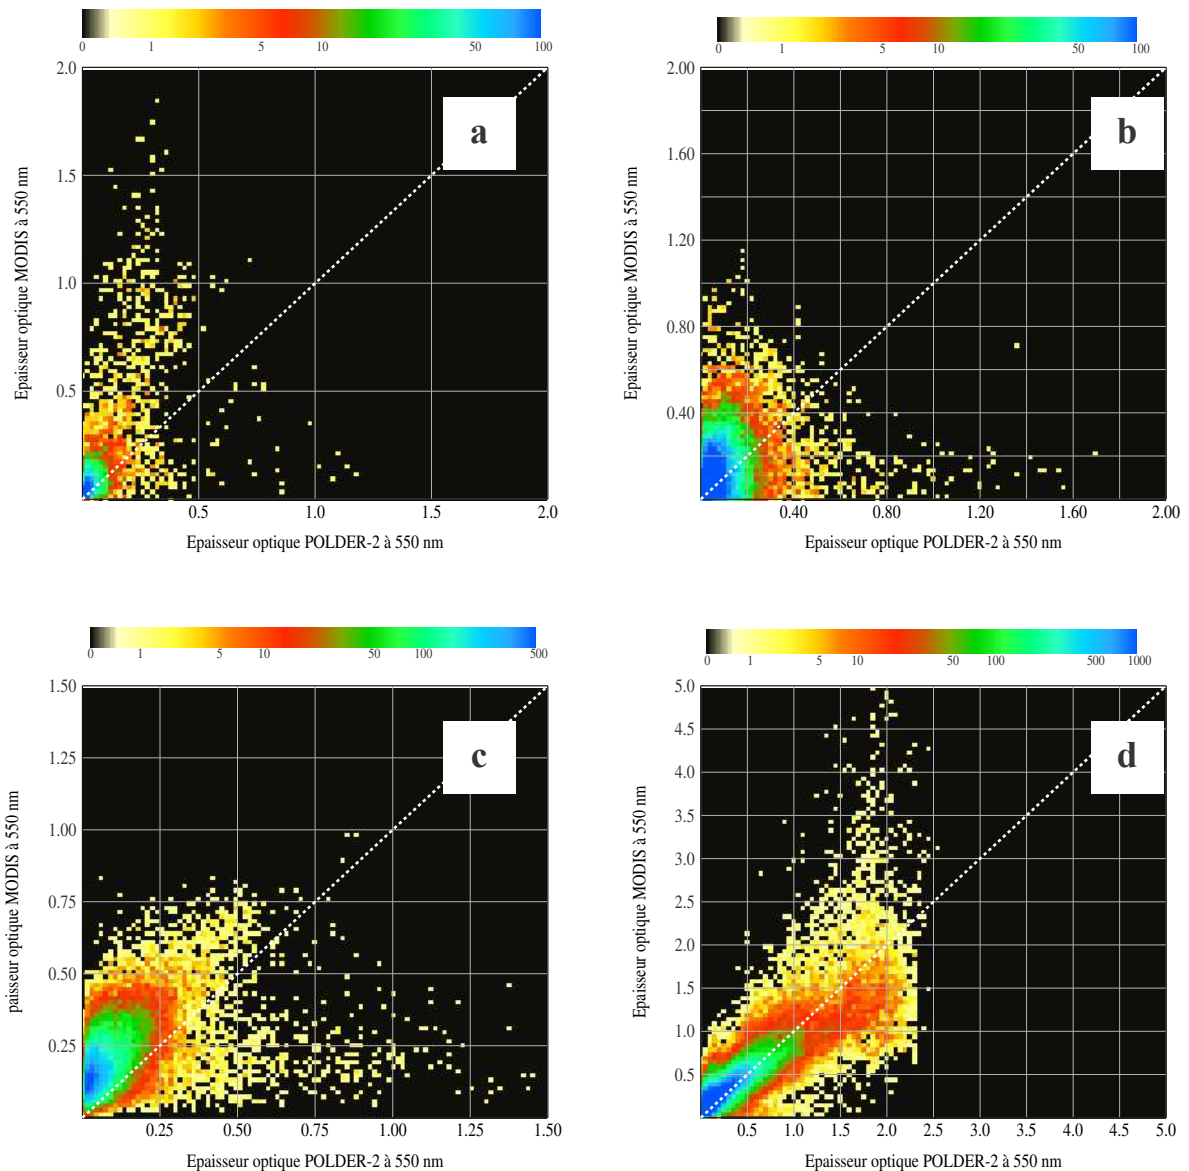 0 1 5 10 50 100
2.0
a
1.5
1.0
0.5
0.5 1.0 1.5 2.0
Epaisseur optique MODIS à 550 nm
Epaisseur optique POLDER-2 à 550 nm
0 1 5 10 50 100
2.00
b
1.60
1.20
0.80
0.40
0.40 0.80 1.20 1.60 2.00
Epaisseur optique MODIS à 550 nm
Epaisseur optique POLDER-2 à 550 nm
0 1 5 10 50 100 500
1.50
c
1.25
1.00
0.75
0.50
0.25
0.25 0.50 0.75 1.00 1.25 1.50
paisseur optique MODIS à 550 nm
Epaisseur optique POLDER-2 à 550 nm
0 1 5 10 50 100 500 1000
5.0
d
4.5
4.0
3.5
3.0
2.5
2.0
1.5
1.0
0.5
0.5 1.0 1.5 2.0 2.5 3.0 3.5 4.0 4.5 5.0
Epaisseur optique MODIS à 550 nm
Epaisseur optique POLDER-2 à 550 nm